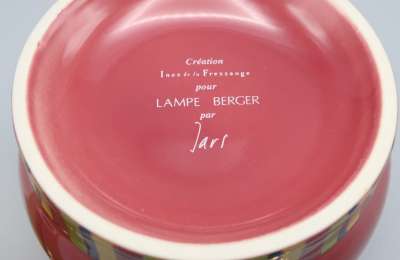 Création
Inès de la Fressange
pour
LAMPE BERGER
par
Jars